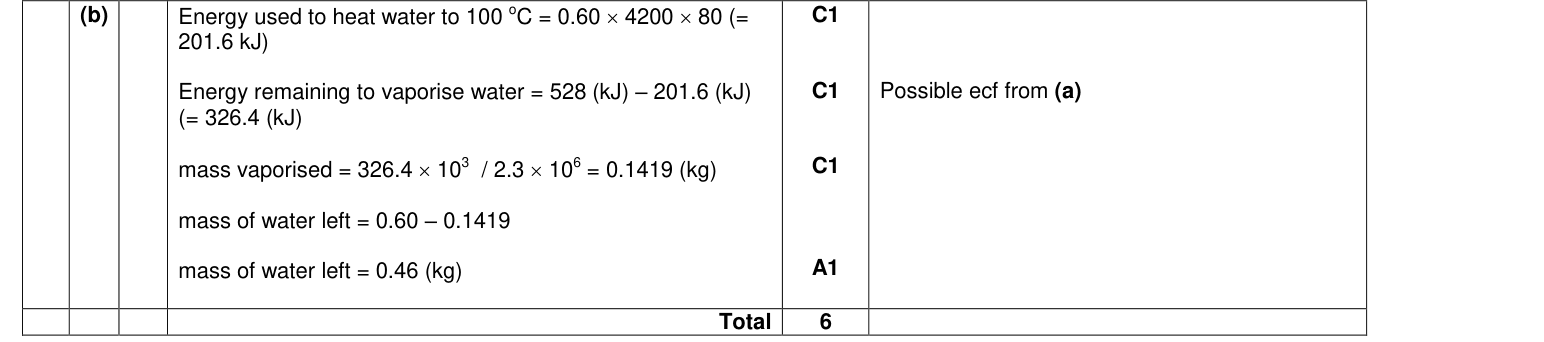 (b) Energy used to heat water to 100 °C = 0.60 × 4200 × 80 (= C1
201.6 kJ)
Energy remaining to vaporise water = 528 (kJ) – 201.6 (kJ) C1 Possible ecf from (a)
(= 326.4 (kJ)
mass vaporised = 326.4 × 10³ / 2.3 × 10⁶ = 0.1419 (kg) C1
mass of water left = 0.60 – 0.1419
mass of water left = 0.46 (kg) A1
Total 6